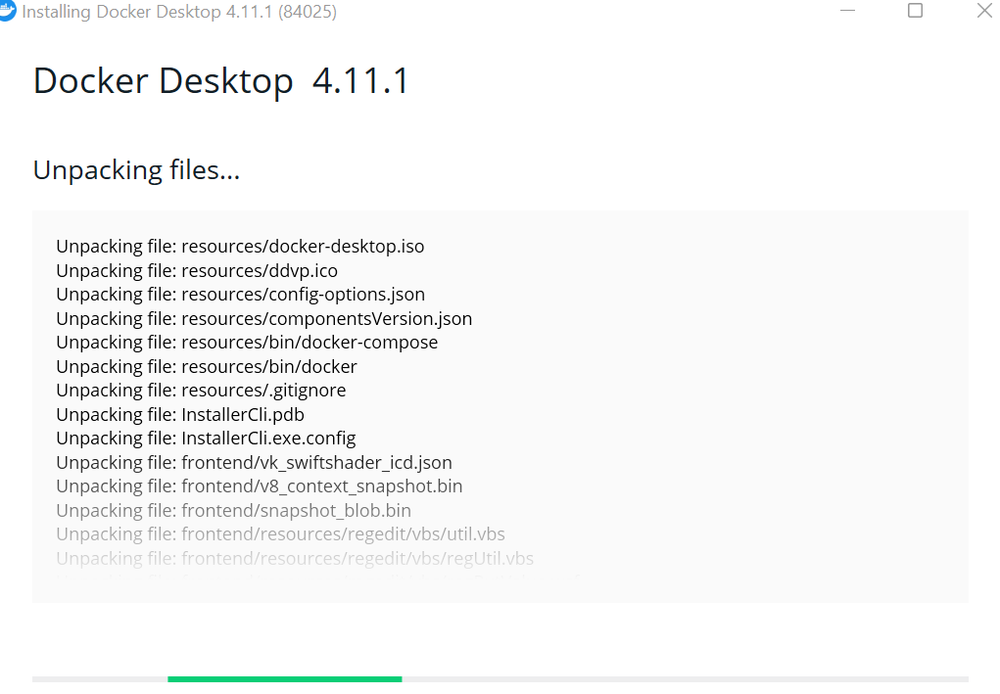 Installing Docker Desktop 4.11.1 (84025)
Docker Desktop 4.11.1
Unpacking files...
Unpacking file: resources/docker-desktop.iso
Unpacking file: resources/ddvp.ico
Unpacking file: resources/config-options.json
Unpacking file: resources/componentsVersion.json
Unpacking file: resources/bin/docker-compose
Unpacking file: resources/bin/docker
Unpacking file: resources/.gitignore
Unpacking file: InstallerCli.pdb
Unpacking file: InstallerCli.exe.config
Unpacking file: frontend/vk_swiftshader_icd.json
Unpacking file: frontend/v8_context_snapshot.bin
Unpacking file: frontend/snapshot_blob.bin
Unpacking file: frontend/resources/regedit/vbs/util.vbs
Unpacking file: frontend/resources/regedit/vbs/regUtil.vbs